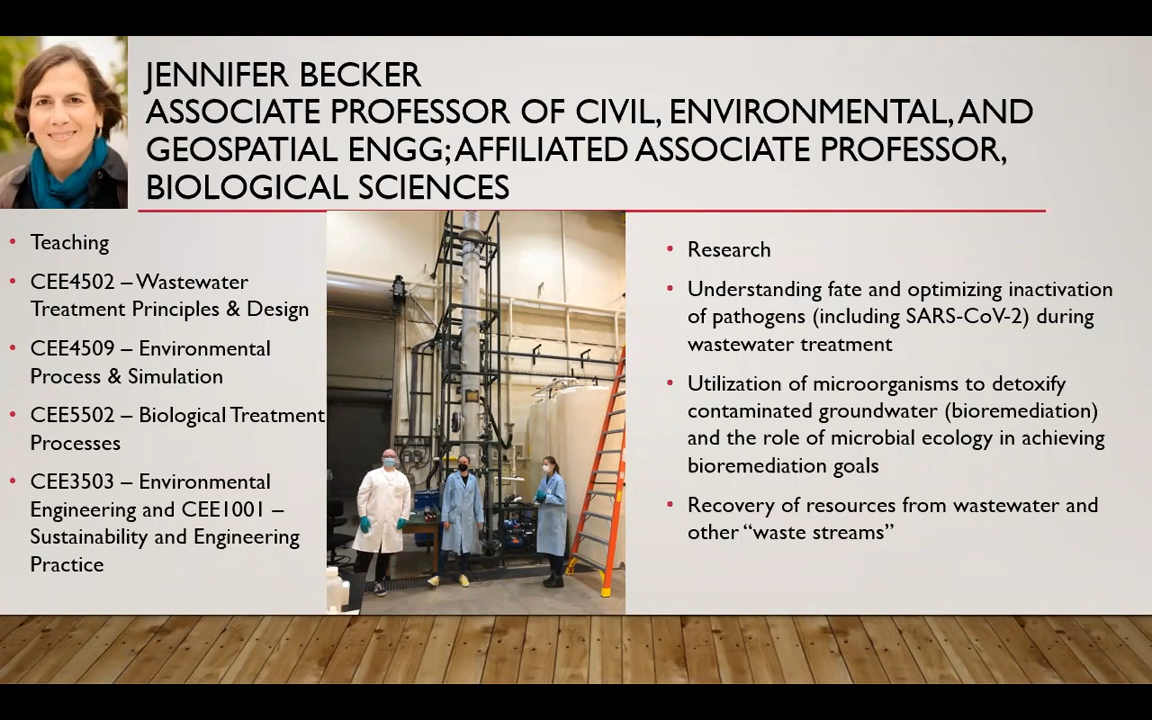 JENNIFER BECKER
ASSOCIATE PROFESSOR OF CIVIL, ENVIRONMENTAL, AND
GEOSPATIAL ENGG; AFFILIATED ASSOCIATE PROFESSOR,
BIOLOGICAL SCIENCES
• Teaching
• CEE4502 – Wastewater
Treatment Principles & Design
• CEE4509 – Environmental
Process & Simulation
• CEE5502 – Biological Treatment
Processes
• CEE3503 – Environmental
Engineering and CEE1001 –
Sustainability and Engineering
Practice
• Research
• Understanding fate and optimizing inactivation
of pathogens (including SARS-CoV-2) during
wastewater treatment
• Utilization of microorganisms to detoxify
contaminated groundwater (bioremediation)
and the role of microbial ecology in achieving
bioremediation goals
• Recovery of resources from wastewater and
other “waste streams”